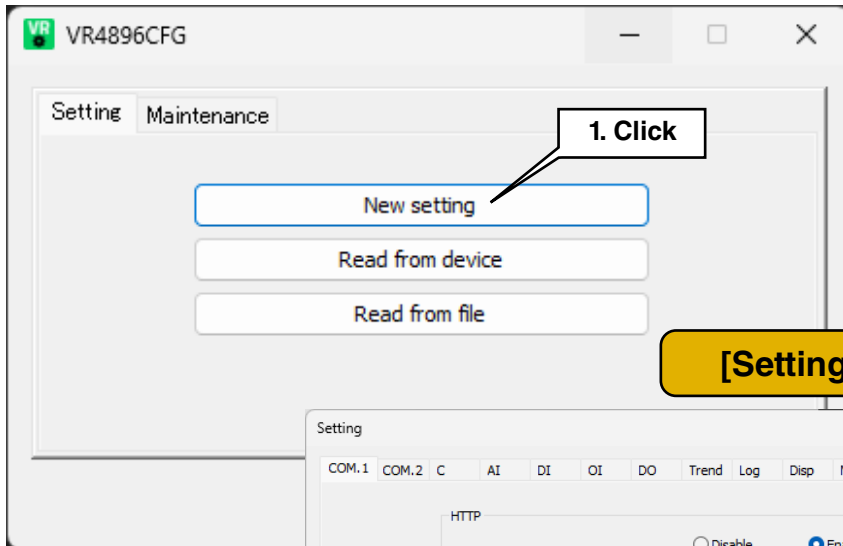 VR VR4896CFG
Setting Maintenance
1. Click
New setting
Read from device
Read from file
[Setting
Setting
COM.1 COM.2 C AI DI OI DO Trend Log Disp
HTTP
Disable